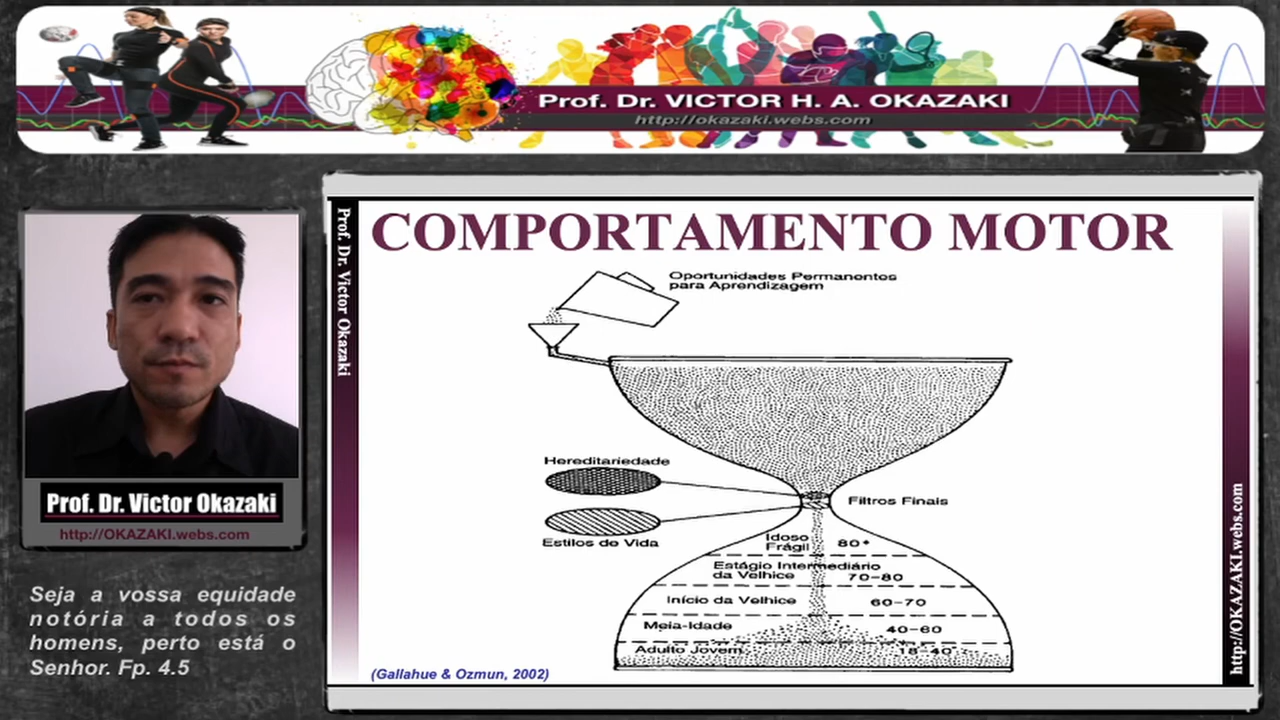 Prof. Dr. VICTOR H. A. OKAZAKI
http://okazaki.webs.com
Prof. Dr. Victor Okazaki
http://OKAZAKI.webs.com
Seja a vossa equidade
notória a todos os
homens, perto está o
Senhor. Fp. 4.5
Prof. Dr. Victor Okazaki
COMPORTAMENTO MOTOR
Oportunidades Permanentes
para Aprendizagem
Hereditariedade
Filtros Finais
Estilos de Vida
Idoso
Frágil 80+
Estágio Intermediário
da Velhice 70-80
Início da Velhice 60-70
Meia-Idade 40-60
Adulto Jovem 18-40
(Gallahue & Ozmun, 2002)
http://OKAZAKI.webs.com